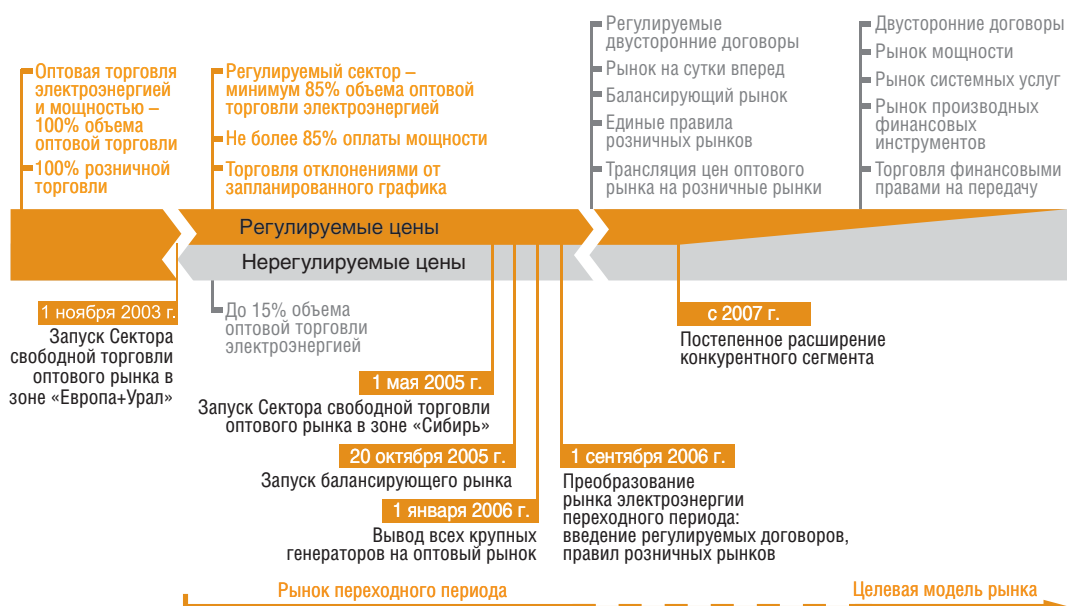 Оптовая торговля
электроэнергией
и мощностью –
100% объема
оптовой торговли
100% розничной
торговли
Регулируемый сектор –
минимум 85% объема оптовой
торговли электроэнергией
Не более 85% оплаты мощности
Торговля отклонениями от
запланированного графика
Регулируемые
двусторонние договоры
Рынок на сутки вперед
Балансирующий рынок
Единые правила
розничных рынков
Трансляция цен оптового
рынка на розничные рынки
Двусторонние договоры
Рынок мощности
Рынок системных услуг
Рынок производных
финансовых
инструментов
Торговля финансовыми
правами на передачу
Регулируемые цены
Нерегулируемые цены
До 15% объема
оптовой торговли
электроэнергией
1 ноября 2003 г.
Запуск Сектора
свободной торговли
оптового рынка в
зоне «Европа+Урал»
1 мая 2005 г.
Запуск Сектора свободной торговли
оптового рынка в зоне «Сибирь»
20 октября 2005 г.
Запуск балансирующего рынка
1 января 2006 г.
Вывод всех крупных
генераторов на оптовый рынок
1 сентября 2006 г.
Преобразование
рынка электроэнергии
переходного периода:
введение регулируемых договоров,
правил розничных рынков
с 2007 г.
Постепенное расширение
конкурентного сегмента
Рынок переходного периода
Целевая модель рынка